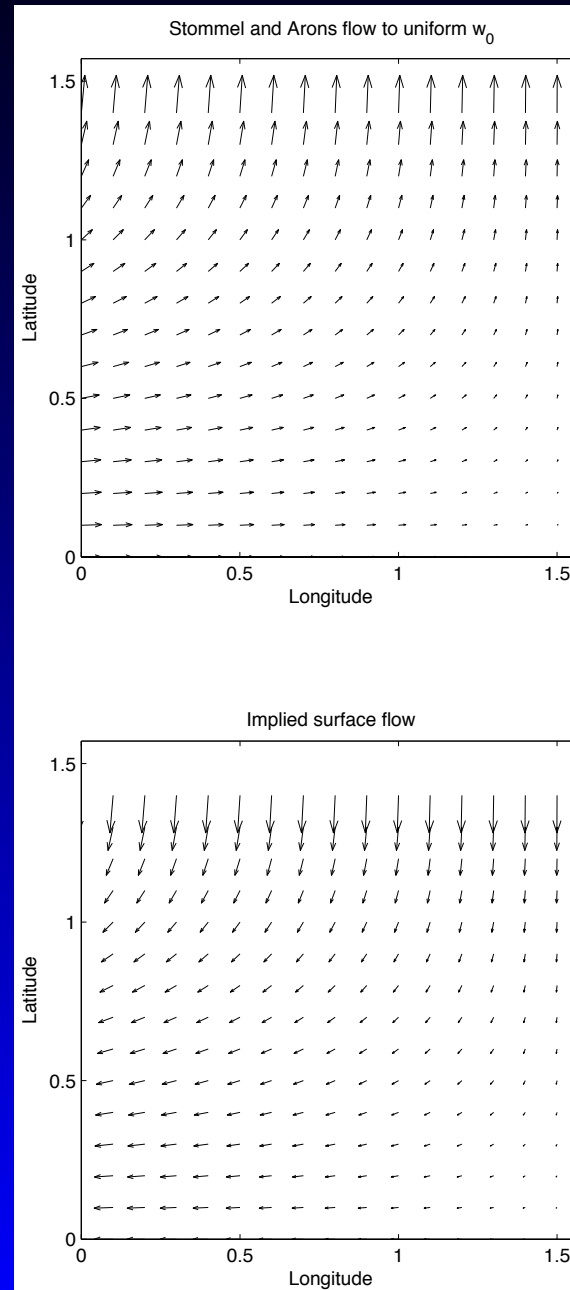 Stommel and Arons flow to uniform w₀
1.5
1
0.5
0
Latitude
0 0.5 1 1.5
Longitude
Implied surface flow
1.5
1
0.5
0
Latitude
0 0.5 1 1.5
Longitude